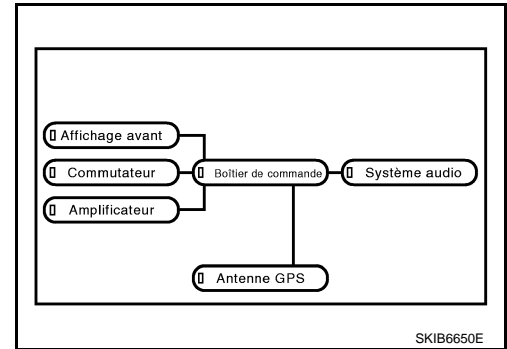 Affichage avant
Commutateur
Boîtier de commande
Système audio
Amplificateur
Antenne GPS
SKIB6650E